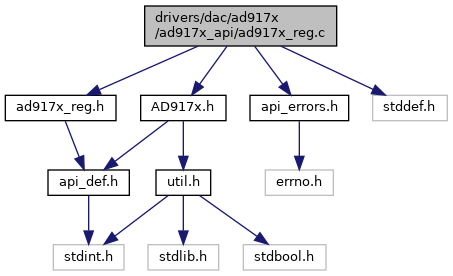 drivers/dac/ad917x
/ad917x_api/ad917x_reg.c
ad917x_reg.h
AD917x.h
api_errors.h
stddef.h
api_def.h
util.h
errno.h
stdint.h
stdlib.h
stdbool.h